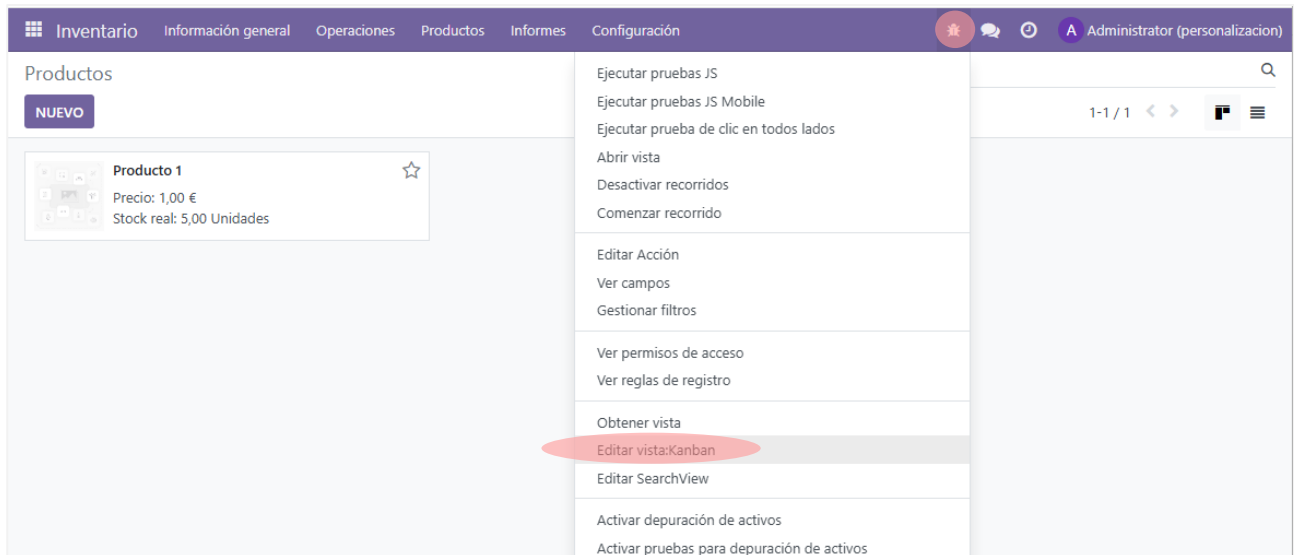 Inventario Información general Operaciones Productos Informes Configuración A Administrator (personalizacion)
Productos
NUEVO
1-1 / 1
Producto 1
Precio: 1,00 €
Stock real: 5,00 Unidades
Ejecutar pruebas JS
Ejecutar pruebas JS Mobile
Ejecutar prueba de clic en todos lados
Abrir vista
Desactivar recorridos
Comenzar recorrido
Editar Acción
Ver campos
Gestionar filtros
Ver permisos de acceso
Ver reglas de registro
Obtener vista
Editar vista:Kanban
Editar SearchView
Activar depuración de activos
Activar pruebas para depuración de activos